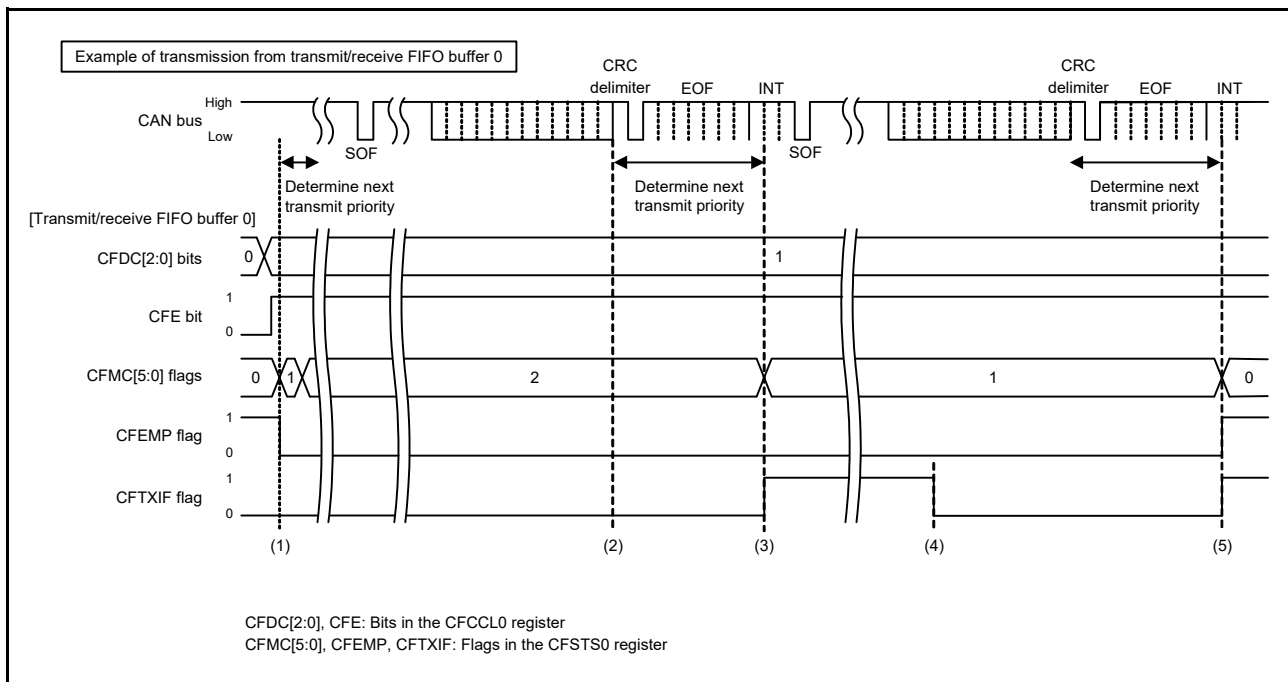 Example of transmission from transmit/receive FIFO buffer 0
CRC
delimiter
EOF
INT
CRC
delimiter
EOF
INT
High
CAN bus
Low
SOF
SOF
Determine next
transmit priority
Determine next
transmit priority
Determine next
transmit priority
[Transmit/receive FIFO buffer 0]
CFDC[2:0] bits
0
1
CFE bit
1
0
CFMC[5:0] flags
0
1
2
1
0
CFEMP flag
1
0
CFTXIF flag
1
0
(1)
(2)
(3)
(4)
(5)
CFDC[2:0], CFE: Bits in the CFCCL0 register
CFMC[5:0], CFEMP, CFTXIF: Flags in the CFSTS0 register